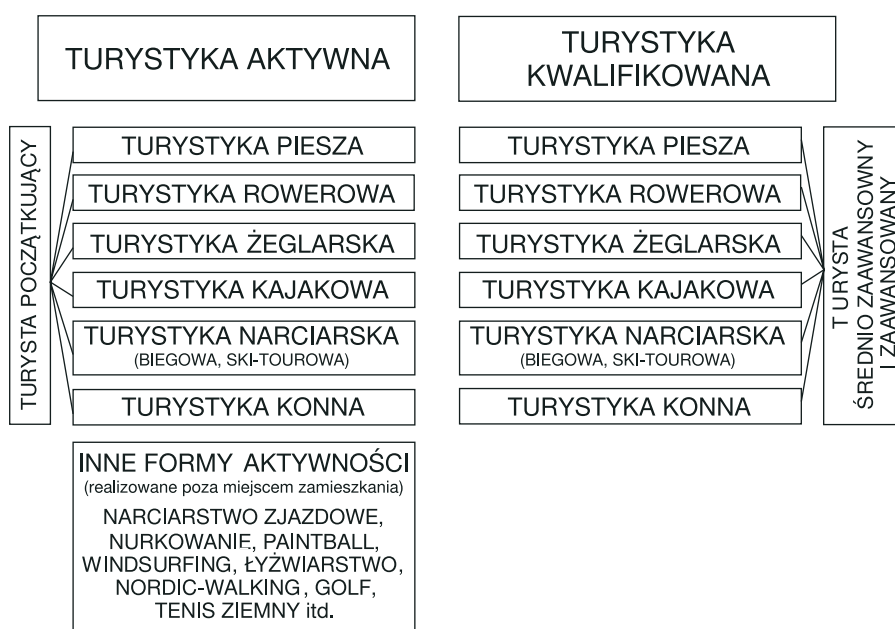 TURYSTYKA AKTYWNA
TURYSTYKA
KWALIFIKOWANA
TURYSTA POCZĄTKUJĄCY
TURYSTYKA PIESZA
TURYSTYKA ROWEROWA
TURYSTYKA ŻEGLARSKA
TURYSTYKA KAJAKOWA
TURYSTYKA NARCIARSKA
(BIEGOWA, SKI-TOUROWA)
TURYSTYKA KONNA
INNE FORMY AKTYWNOŚCI
(realizowane poza miejscem zamieszkania)
NARCIARSTWO ZJAZDOWE,
NURKOWANIE, PAINTBALL,
WINDSURFING, ŁYŻWIARSTWO,
NORDIC-WALKING, GOLF,
TENIS ZIEMNY itd.
TURYSTYKA PIESZA
TURYSTYKA ROWEROWA
TURYSTYKA ŻEGLARSKA
TURYSTYKA KAJAKOWA
TURYSTYKA NARCIARSKA
(BIEGOWA, SKI-TOUROWA)
TURYSTYKA KONNA
TURYSTA
ŚREDNIO ZAAWANSOWNY
I ZAAWANSOWANY